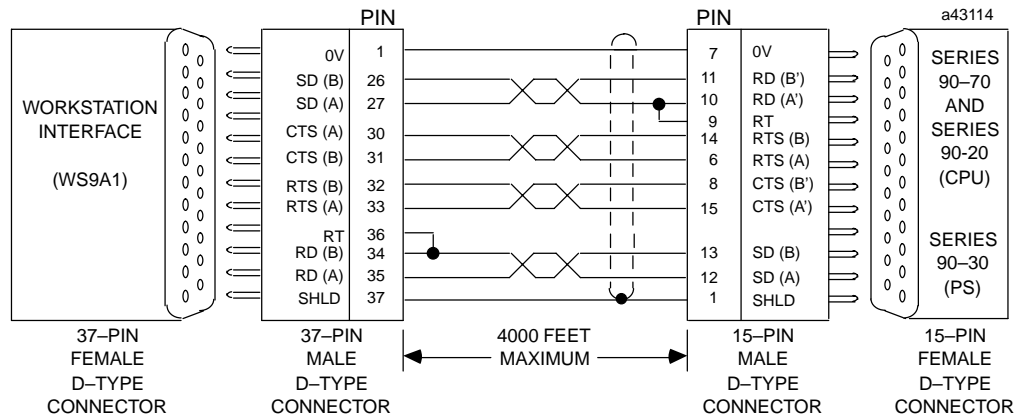 PIN PIN a43114
WORKSTATION
INTERFACE
(WS9A1)
0V 1 7 0V
SD (B) 26 11 RD (B')
SD (A) 27 10 RD (A')
9 RT
CTS (A) 30 14 RTS (B)
CTS (B) 31 6 RTS (A)
RTS (B) 32 8 CTS (B')
RTS (A) 33 15 CTS (A')
RT 36
RD (B) 34 13 SD (B)
RD (A) 35 12 SD (A)
SHLD 37 1 SHLD
SERIES
90–70
AND
SERIES
90-20
(CPU)
SERIES
90–30
(PS)
37–PIN
FEMALE
D–TYPE
CONNECTOR
37–PIN
MALE
D–TYPE
CONNECTOR
4000 FEET
MAXIMUM
15–PIN
MALE
D–TYPE
CONNECTOR
15–PIN
FEMALE
D–TYPE
CONNECTOR